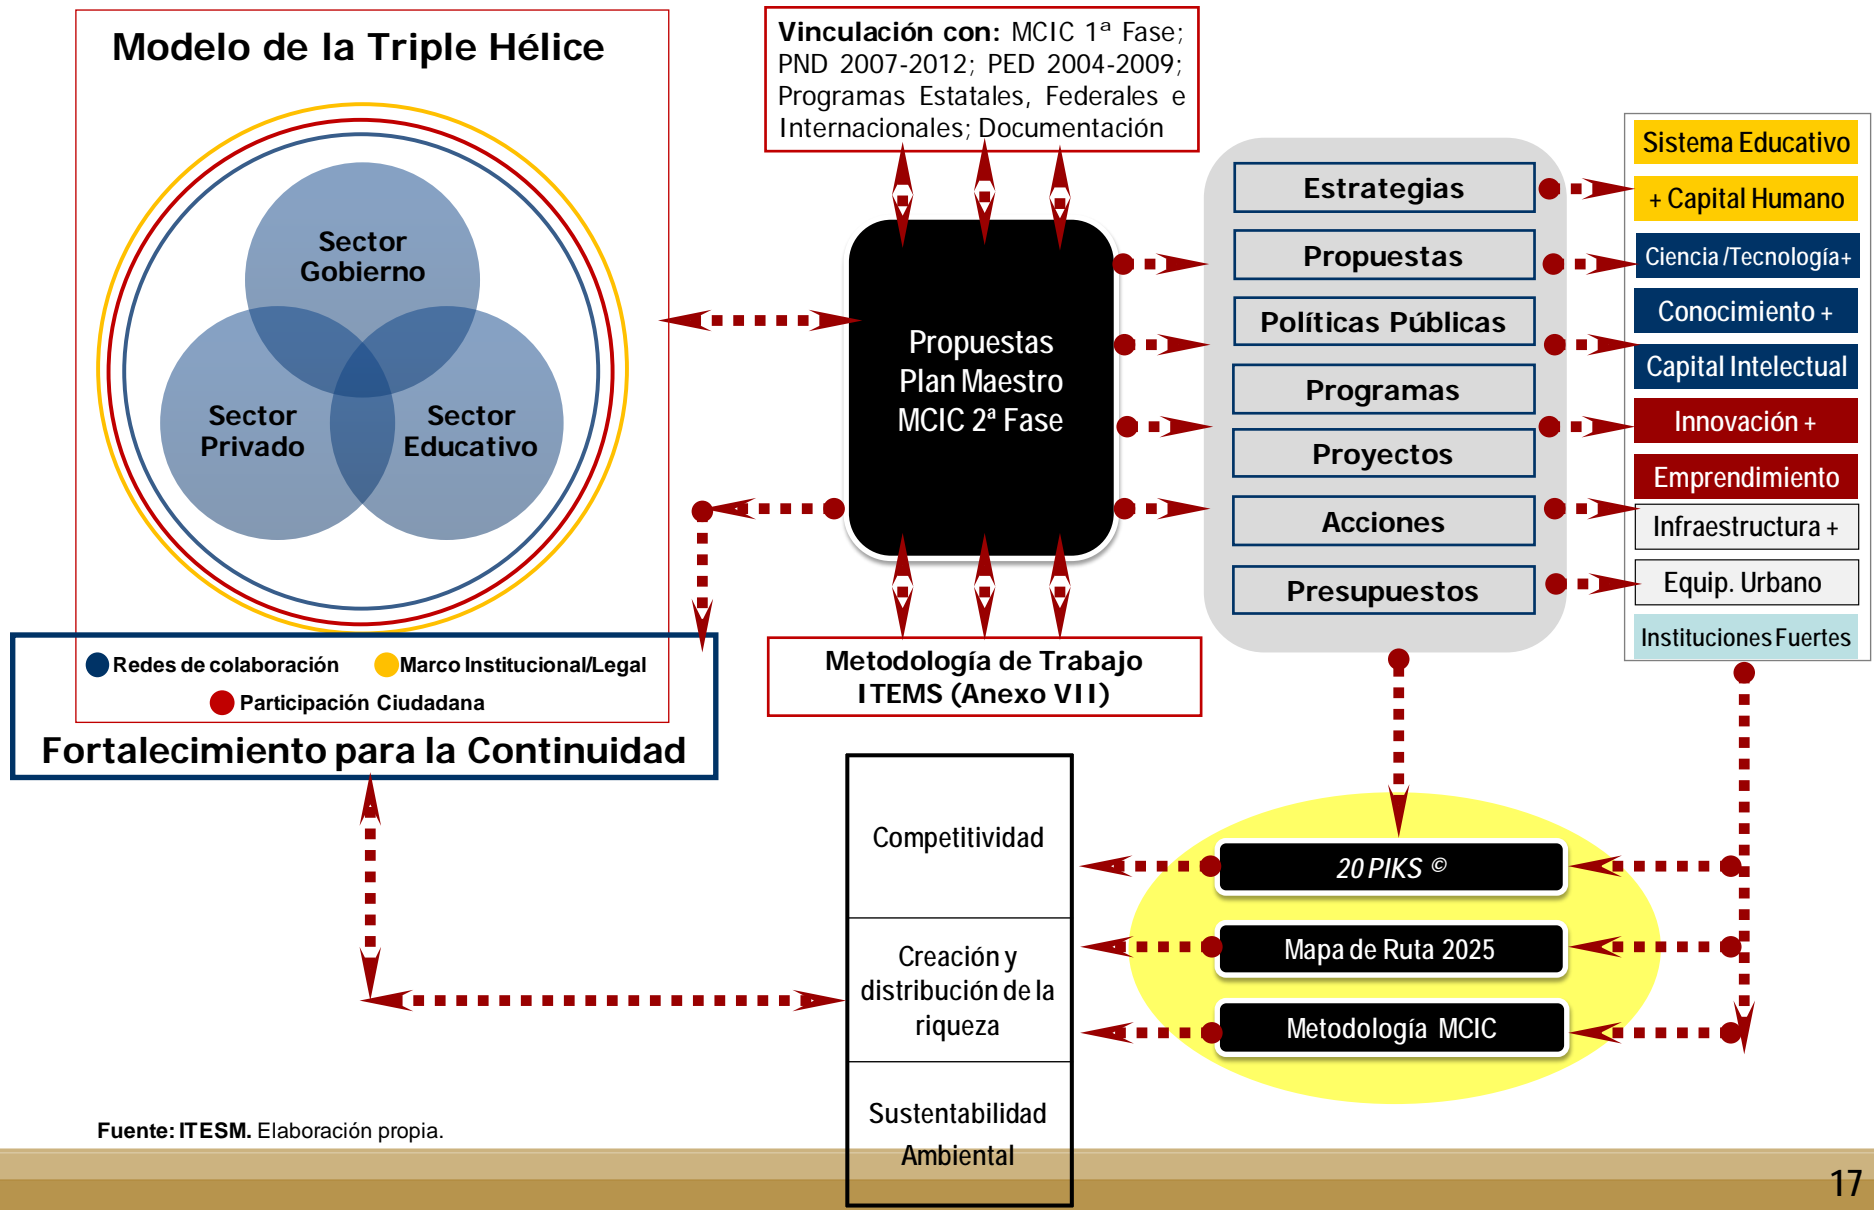 Modelo de la Triple Hélice
Sector
Gobierno
Sector
Privado
Sector
Educativo
Redes de colaboración
Marco Institucional/Legal
Participación Ciudadana
Fortalecimiento para la Continuidad
Vinculación con: MCIC 1ª Fase;
PND 2007-2012; PED 2004-2009;
Programas Estatales, Federales e
Internacionales; Documentación
Propuestas
Plan Maestro
MCIC 2ª Fase
Metodología de Trabajo
ITEMS (Anexo VII)
Estrategias
Propuestas
Políticas Públicas
Programas
Proyectos
Acciones
Presupuestos
Sistema Educativo
+ Capital Humano
Ciencia /Tecnología+
Conocimiento +
Capital Intelectual
Innovación +
Emprendimiento
Infraestructura +
Equip. Urbano
Instituciones Fuertes
Competitividad
Creación y
distribución de la
riqueza
Sustentabilidad
Ambiental
20 PIKS ©
Mapa de Ruta 2025
Metodología MCIC
Fuente: ITESM. Elaboración propia.
17